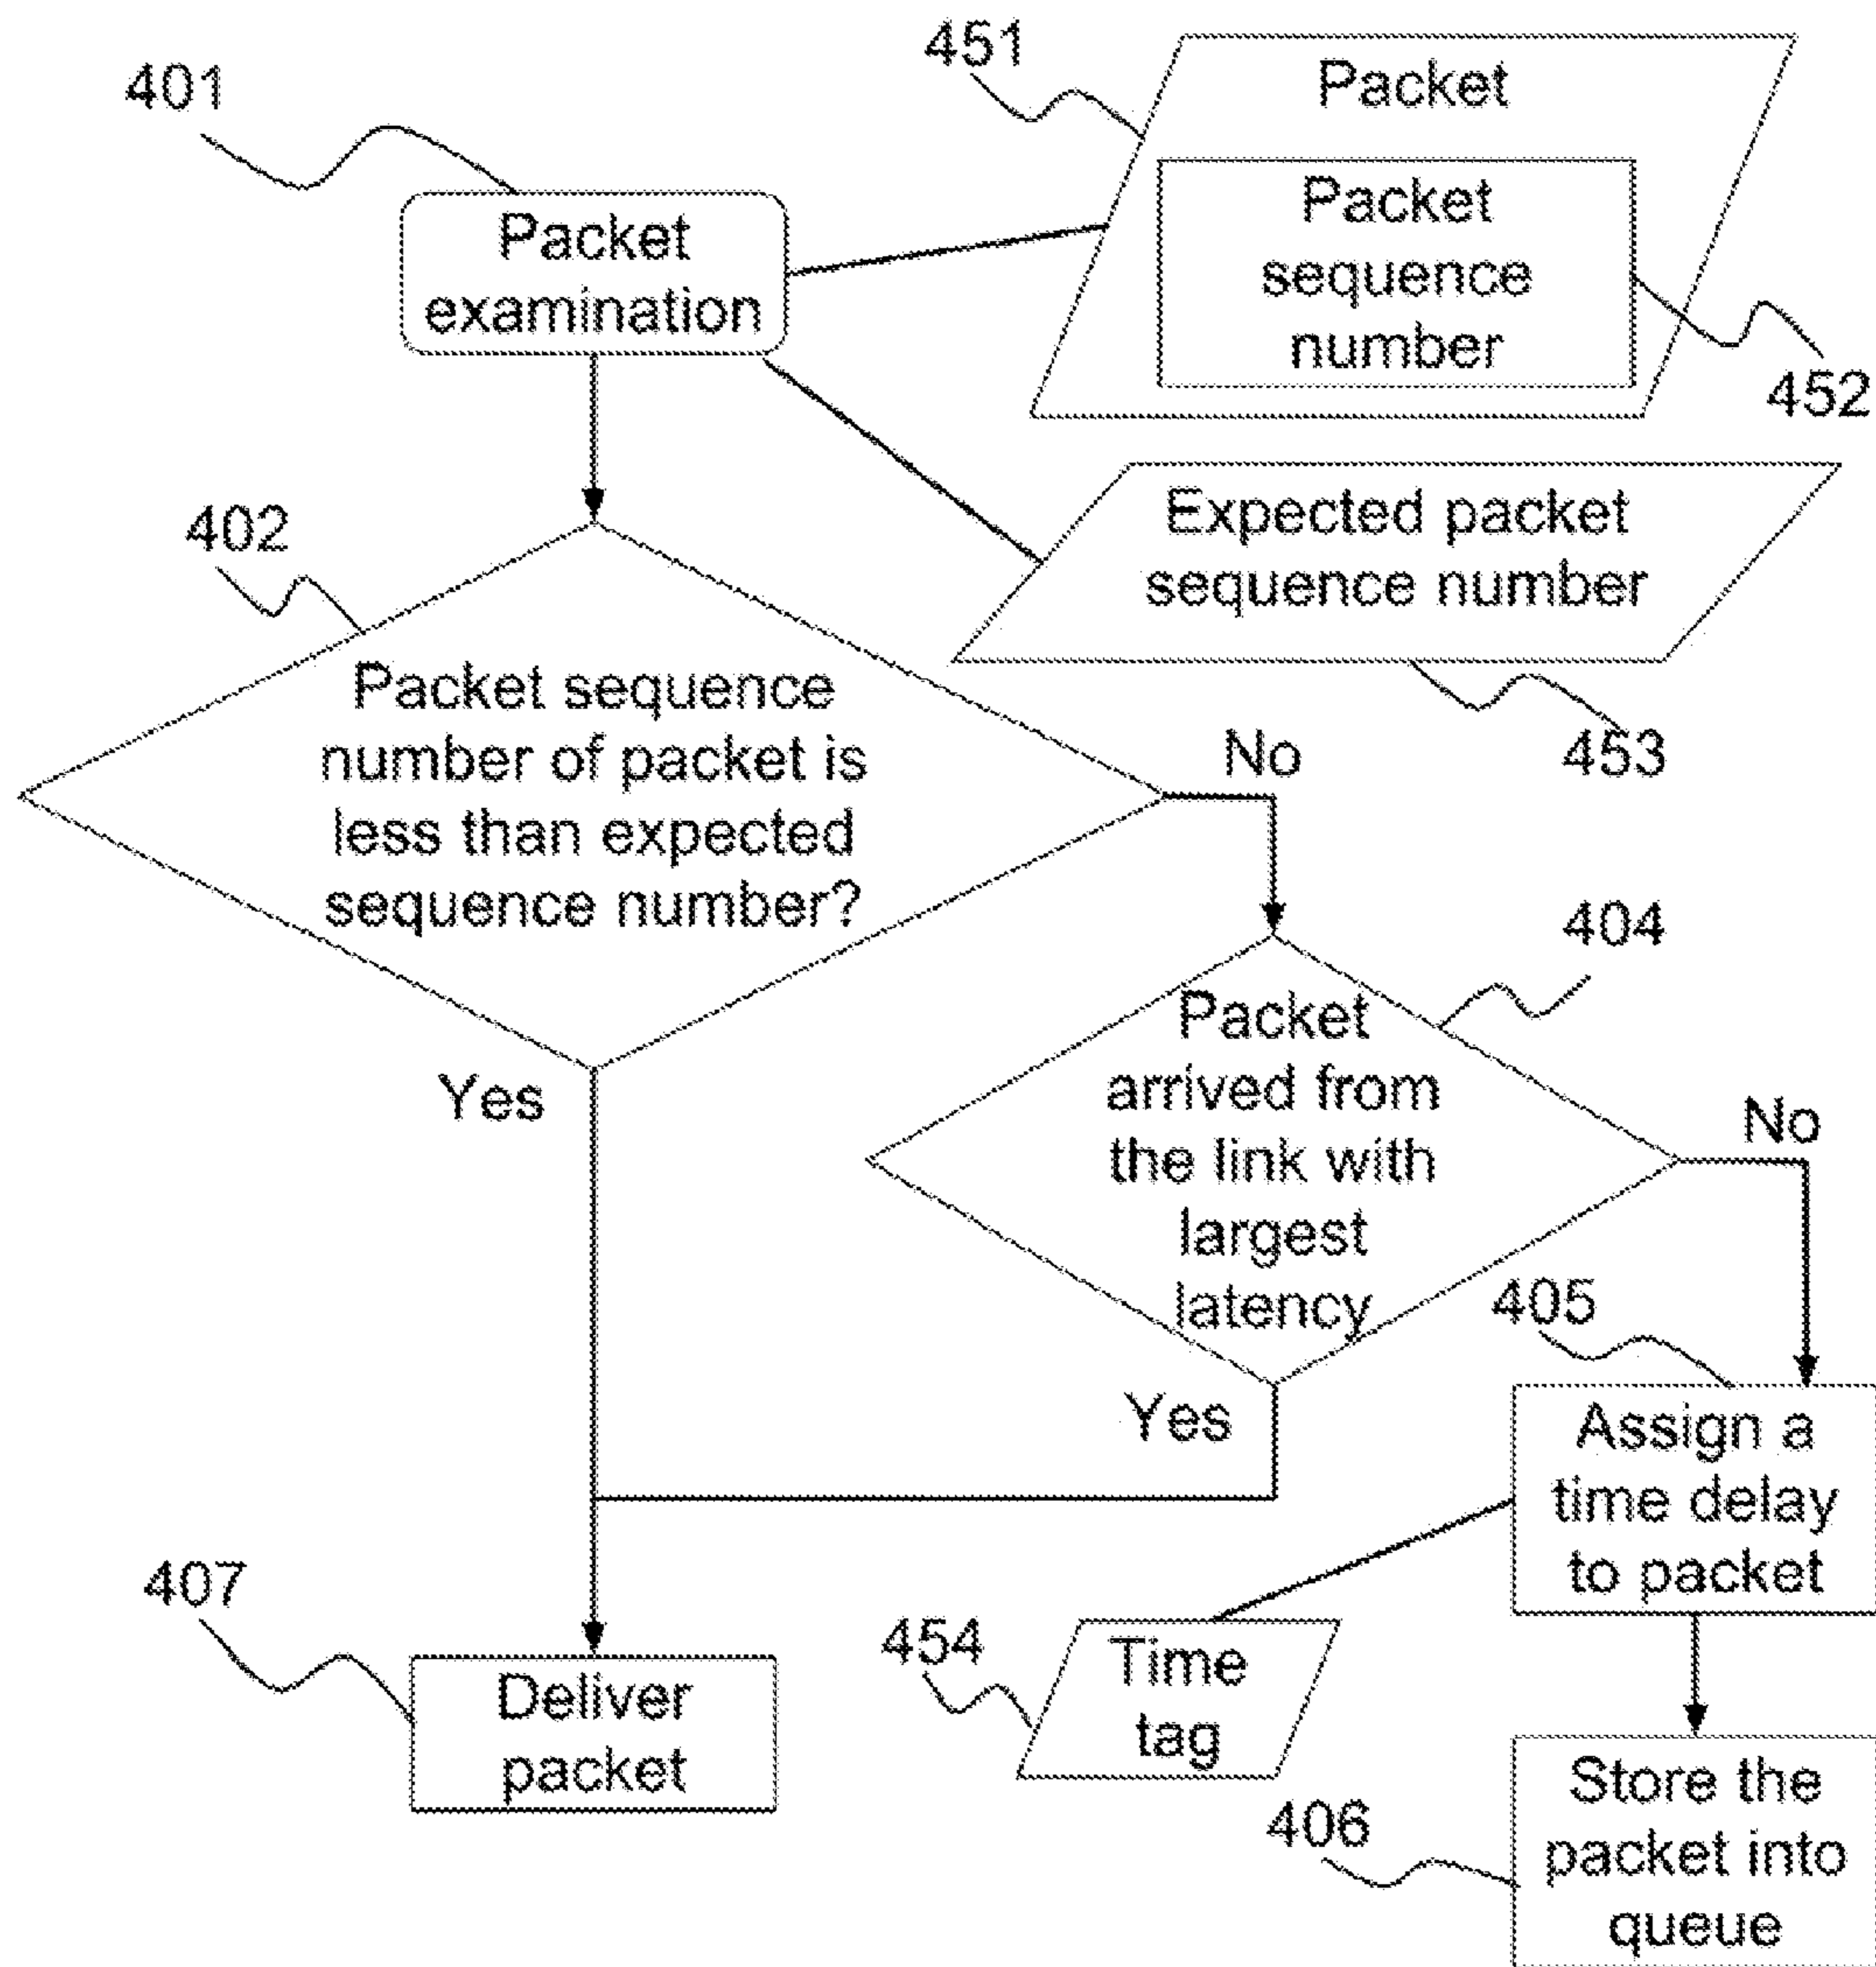 451
Packet
401
Packet
sequence
number
Packet
examination
452
Expected packet
sequence number
402
453
Packet sequence
number of packet is
less than expected
sequence number?
No
404
Packet
arrived from
the link with
largest
latency
Yes
No
405
Yes
Assign a
time delay
to packet
407
454
Time
tag
Deliver
packet
406
Store the
packet into
queue